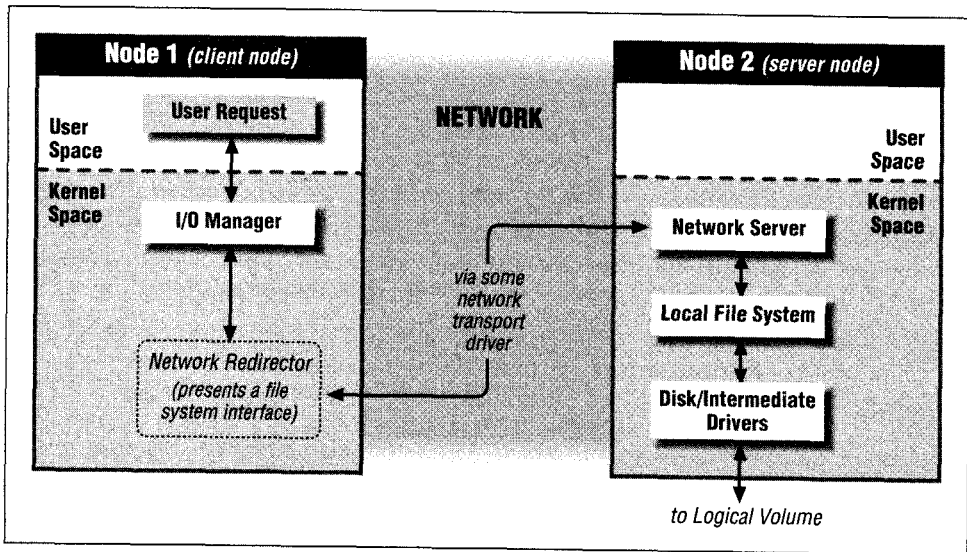 Node 1 (client node)
User Request
User
Space
Kernel
Space
I/O Manager
Network Redirector
(presents a file
system interface)
NETWORK
via some
network
transport
driver
Node 2 (server node)
User
Space
Kernel
Space
Network Server
Local File System
Disk/Intermediate
Drivers
to Logical Volume